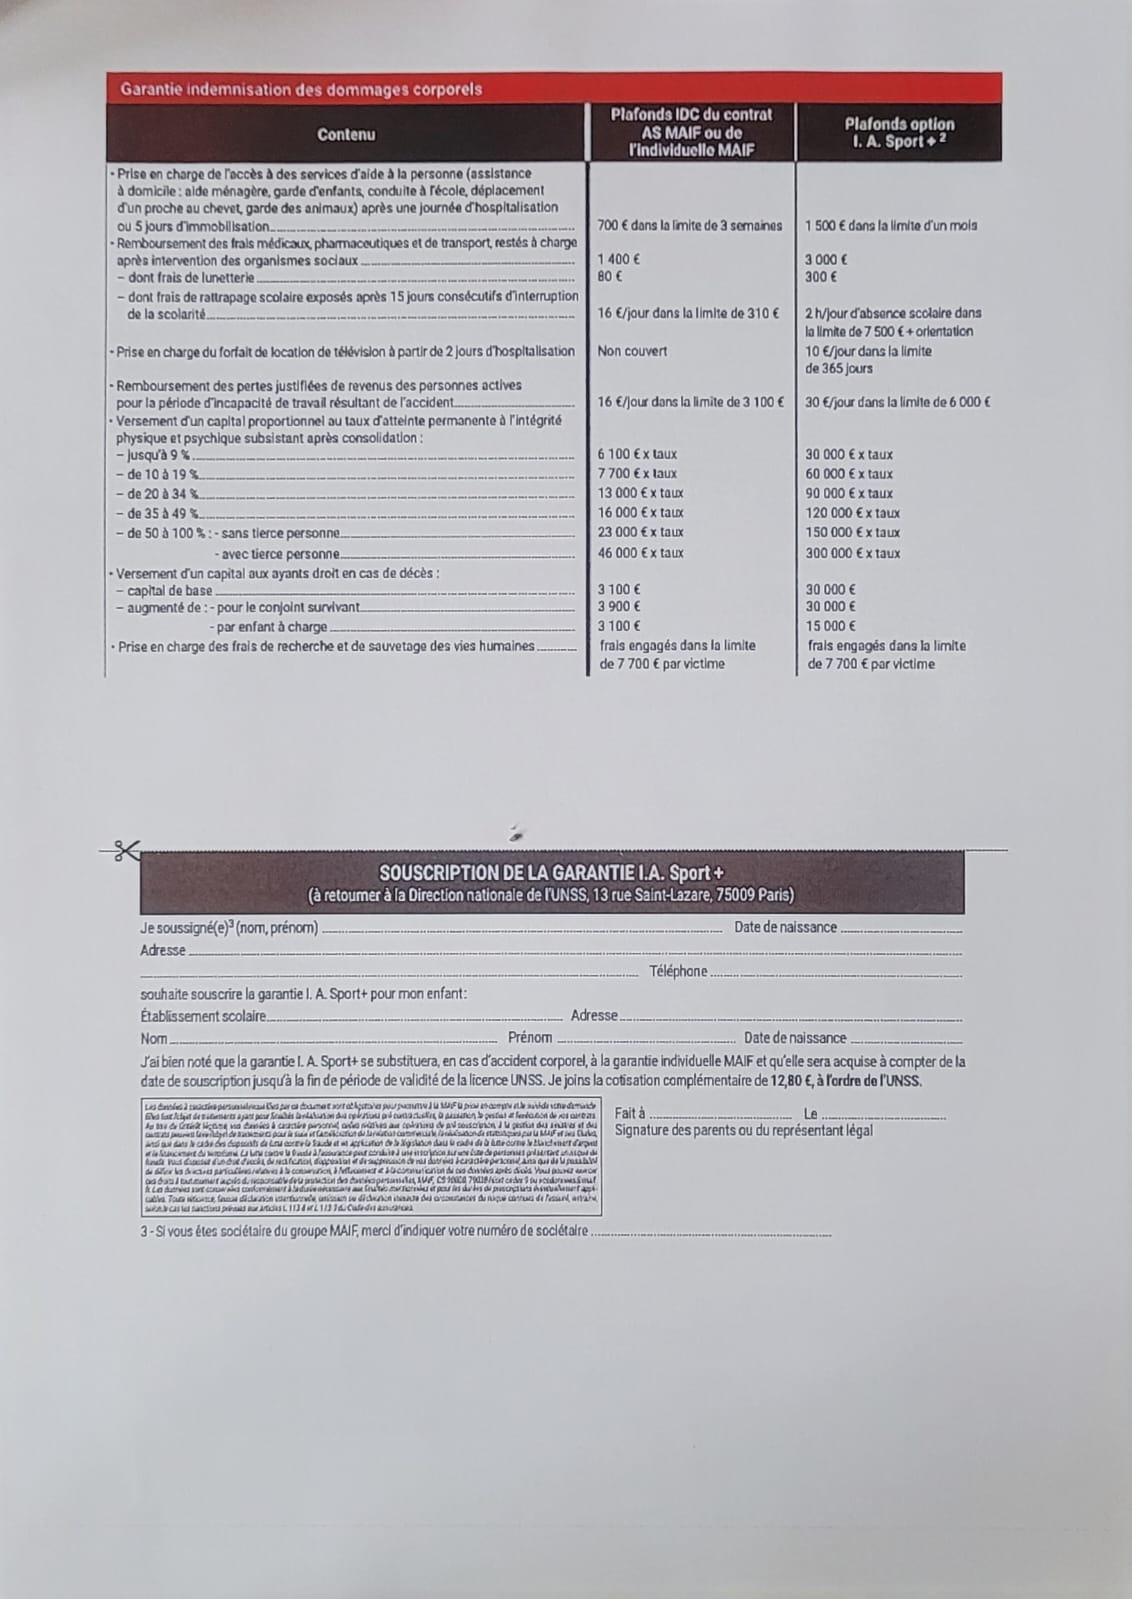 Garantie indemnisation des dommages corporels
Contenu
Plafonds IDC du contrat
AS MAIF ou de
l'individuelle MAIF
Plafonds option
I. A. Sport + 2
• Prise en charge de l'accès à des services d'aide à la personne (assistance
à domicile : aide ménagère, garde d'enfants, conduite à l'école, déplacement
d'un proche au chevet, garde des animaux) après une journée d'hospitalisation
ou 5 jours d'immobilisation 700 € dans la limite de 3 semaines 1 500 € dans la limite d'un mois
• Remboursement des frais médicaux, pharmaceutiques et de transport, restés à charge
après intervention des organismes sociaux 1 400 € 3 000 €
– dont frais de lunetterie 80 € 300 €
– dont frais de rattrapage scolaire exposés après 15 jours consécutifs d'interruption
de la scolarité 16 €/jour dans la limite de 310 € 2 h/jour d'absence scolaire dans
la limite de 7 500 € + orientation
• Prise en charge du forfait de location de télévision à partir de 2 jours d'hospitalisation Non couvert 10 €/jour dans la limite
de 365 jours
• Remboursement des pertes justifiées de revenus des personnes actives
pour la période d'incapacité de travail résultant de l'accident 16 €/jour dans la limite de 3 100 € 30 €/jour dans la limite de 6 000 €
• Versement d'un capital proportionnel au taux d'atteinte permanente à l'intégrité
physique et psychique subsistant après consolidation :
– jusqu'à 9 % 6 100 € x taux 30 000 € x taux
– de 10 à 19 % 7 700 € x taux 60 000 € x taux
– de 20 à 34 % 13 000 € x taux 90 000 € x taux
– de 35 à 49 % 16 000 € x taux 120 000 € x taux
– de 50 à 100 % : - sans tierce personne 23 000 € x taux 150 000 € x taux
- avec tierce personne 46 000 € x taux 300 000 € x taux
• Versement d'un capital aux ayants droit en cas de décès :
– capital de base 3 100 € 30 000 €
– augmenté de : - pour le conjoint survivant 3 900 € 30 000 €
- par enfant à charge 3 100 € 15 000 €
• Prise en charge des frais de recherche et de sauvetage des vies humaines frais engagés dans la limite frais engagés dans la limite
de 7 700 € par victime de 7 700 € par victime
SOUSCRIPTION DE LA GARANTIE I.A. Sport +
(à retourner à la Direction nationale de l'UNSS, 13 rue Saint-Lazare, 75009 Paris)
Je soussigné(e)3 (nom, prénom) Date de naissance
Adresse
Téléphone
souhaite souscrire la garantie I. A. Sport+ pour mon enfant :
Établissement scolaire Adresse
Nom Prénom Date de naissance
J'ai bien noté que la garantie I. A. Sport+ se substituera, en cas d'accident corporel, à la garantie individuelle MAIF et qu'elle sera acquise à compter de la
date de souscription jusqu'à la fin de période de validité de la licence UNSS. Je joins la cotisation complémentaire de 12,80 €, à l'ordre de l'UNSS.
Fait à Le
Signature des parents ou du représentant légal
3 - Si vous êtes sociétaire du groupe MAIF, merci d'indiquer votre numéro de sociétaire